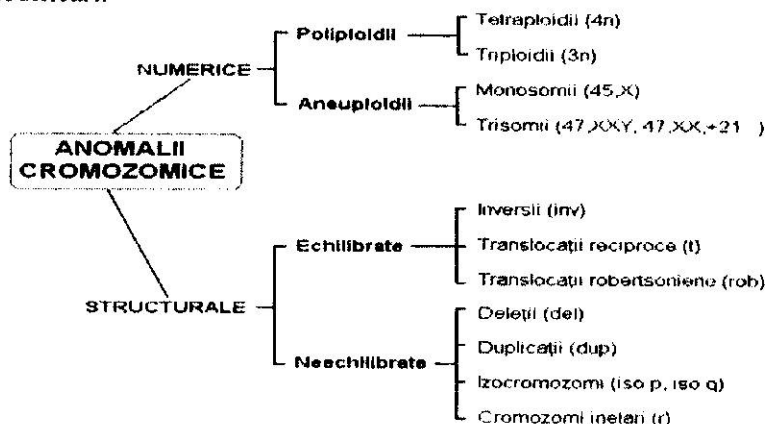 Poliploidii
Tetraploidii (4n)
Triploidii (3n)
NUMERICE
Aneuploidii
Monosomii (45,X)
Trisomii (47,XXY, 47,XX,+21 )
ANOMALII
CROMOZOMICE
STRUCTURALE
Echilibrate
Inversii (inv)
Translocații reciproce (t)
Translocații robertsoniene (rob)
Neechilibrate
Deleții (del)
Duplicații (dup)
Izocromozomi (iso p, iso q)
Cromozomi inelari (r)